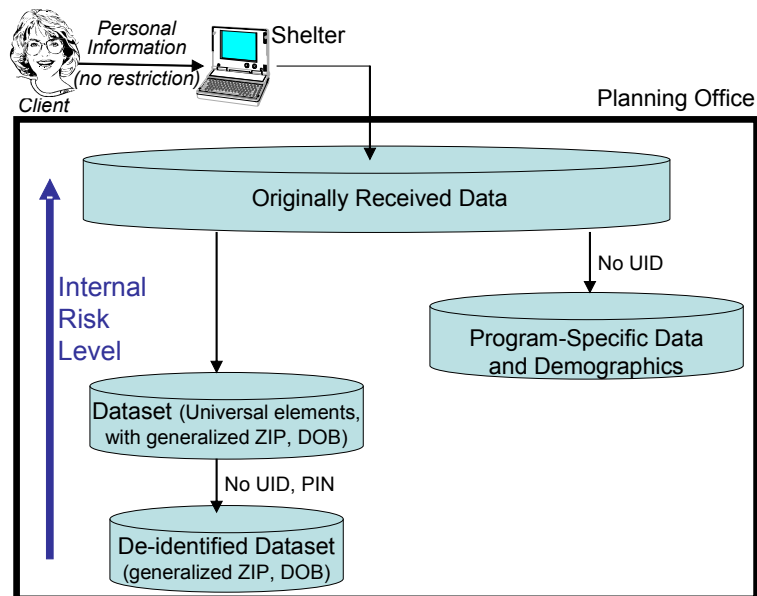 Personal
Information
(no restriction)
Client
Shelter
Planning Office
Originally Received Data
No UID
Internal
Risk
Level
Program-Specific Data
and Demographics
Dataset (Universal elements,
with generalized ZIP, DOB)
No UID, PIN
De-identified Dataset
(generalized ZIP, DOB)